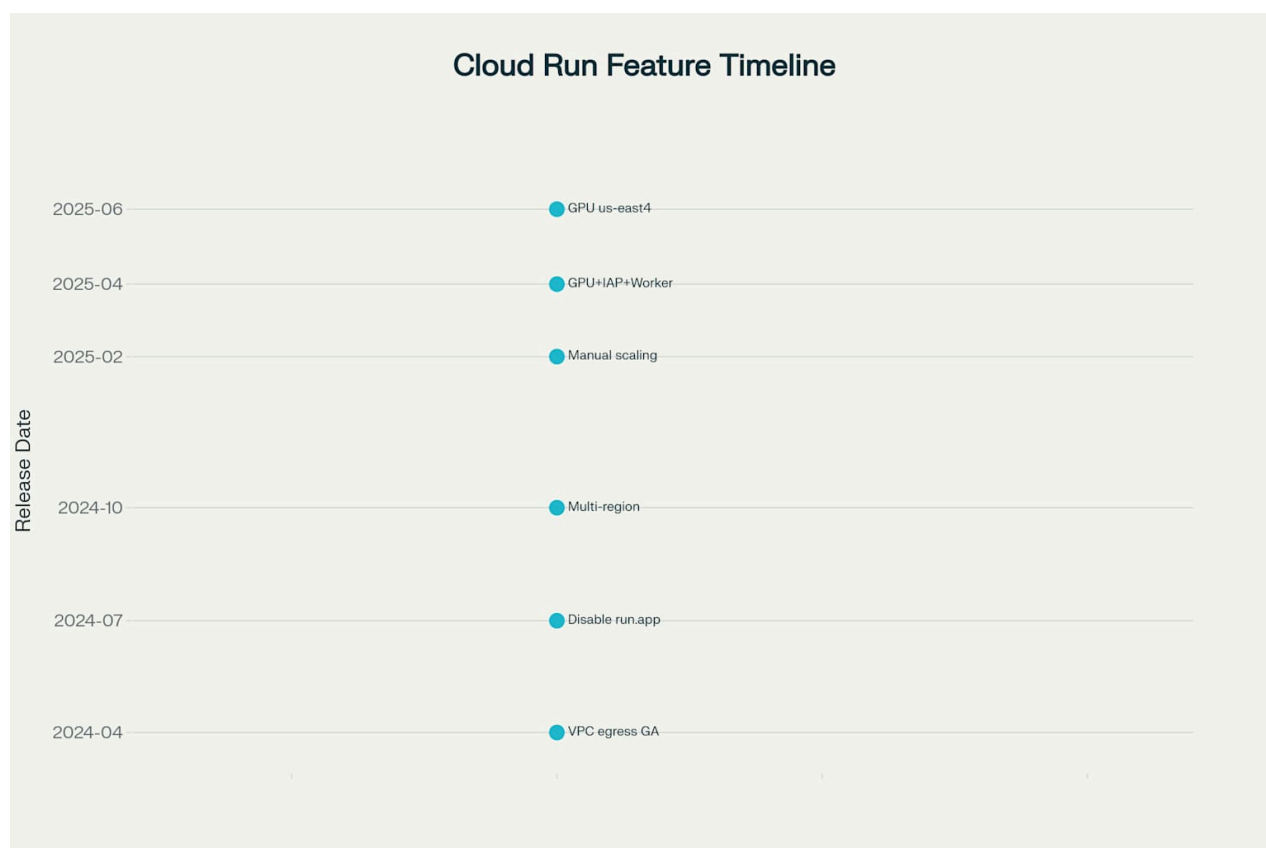 Cloud Run Feature Timeline
2025-06 GPU us-east4
2025-04 GPU+IAP+Worker
2025-02 Manual scaling
Release Date
2024-10 Multi-region
2024-07 Disable run.app
2024-04 VPC egress GA